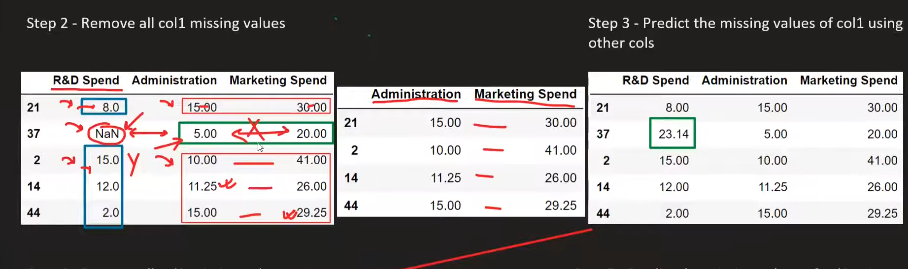 Step 2 - Remove all col1 missing values
R&D Spend Administration Marketing Spend
21 8.0 15.00 30.00
37 NaN 5.00 20.00
2 15.0 10.00 41.00
14 12.0 11.25 26.00
44 2.0 15.00 29.25
X
y
Administration Marketing Spend
21 15.00 30.00
2 10.00 41.00
14 11.25 26.00
44 15.00 29.25
Step 3 - Predict the missing values of col1 using
other cols
R&D Spend Administration Marketing Spend
21 8.00 15.00 30.00
37 23.14 5.00 20.00
2 15.00 10.00 41.00
14 12.00 11.25 26.00
44 2.00 15.00 29.25